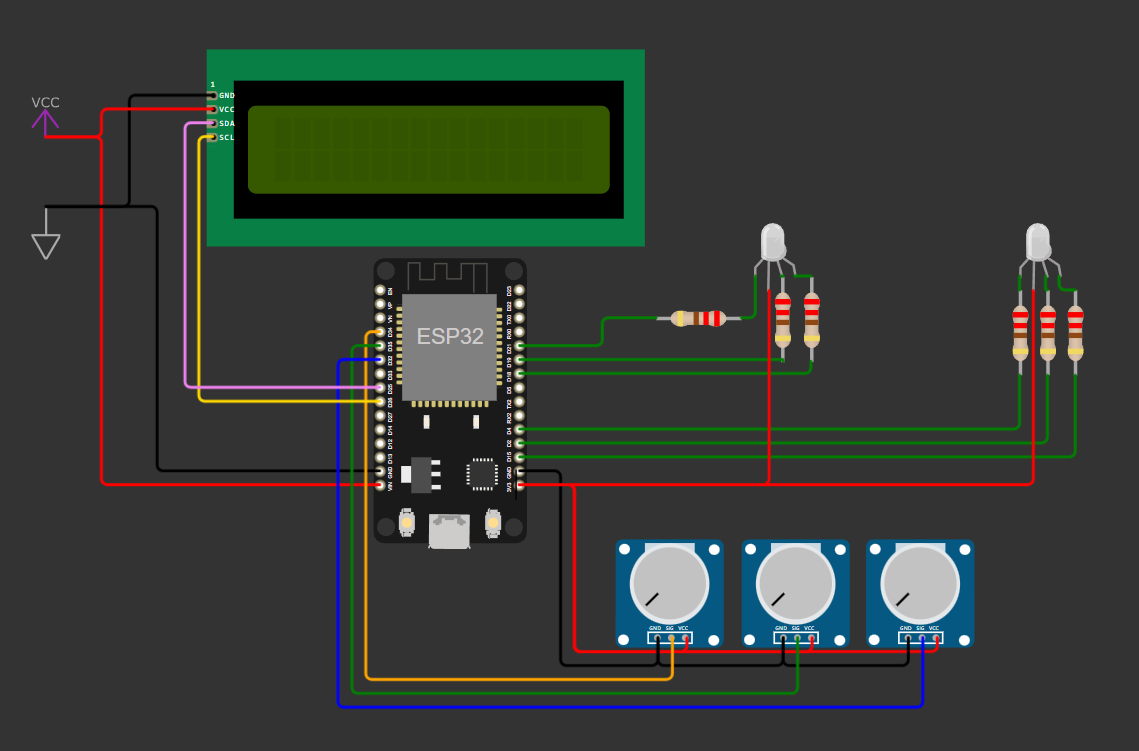 VCC
1
GND
VCC
SDA
SCL
ESP32
EN
VP
VN
D34
D35
D32
D33
D25
D26
D27
D14
D12
D13
GND
VIN
D23
D22
TX0
RX0
D21
D19
D18
D5
TX2
RX2
D4
D2
D15
GND
3V3
GND SIG VCC
GND SIG VCC
GND SIG VCC